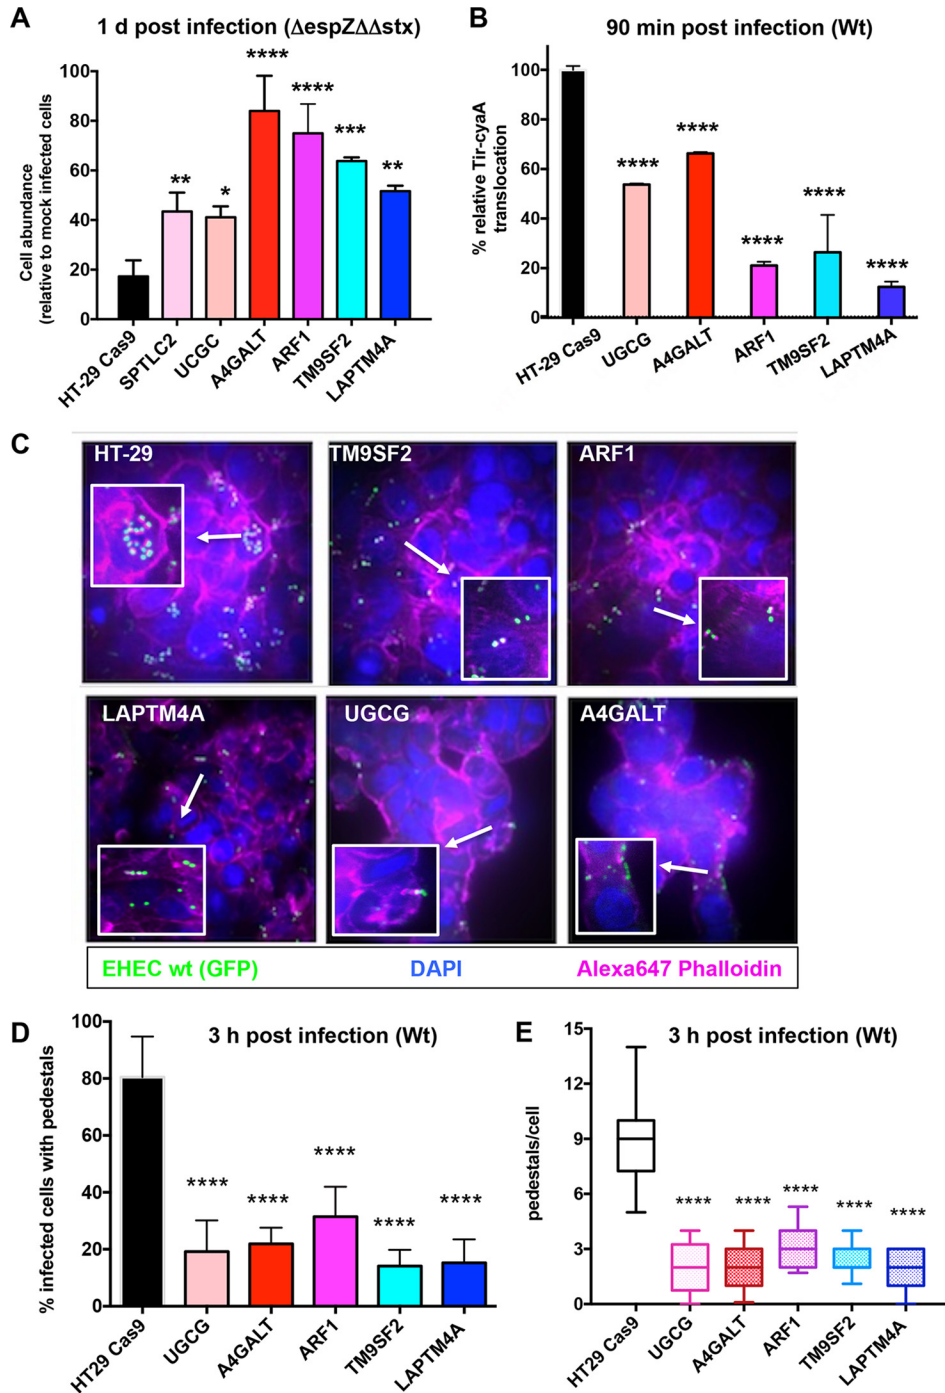 A
1 d post infection (ΔespZΔΔstx)
Cell abundance
(relative to mock infected cells
100
80
60
40
20
0
****
****
***
**
*
**
HT-29 Cas9
SPTLC2
UCGC
A4GALT
ARF1
TM9SF2
LAPTM4A
B
90 min post infection (Wt)
% relative Tir-cyaA
translocation
100
80
60
40
20
0
****
****
****
****
****
HT-29 Cas9
UGCG
A4GALT
ARF1
TM9SF2
LAPTM4A
C
HT-29
TM9SF2
ARF1
LAPTM4A
UGCG
A4GALT
EHEC wt (GFP)
DAPI
Alexa647 Phalloidin
D
3 h post infection (Wt)
% infected cells with pedestals
100
80
60
40
20
0
****
****
****
****
****
HT29 Cas9
UGCG
A4GALT
ARF1
TM9SF2
LAPTM4A
E
3 h post infection (Wt)
pedestals/cell
15
12
9
6
3
0
****
****
****
****
****
HT29 Cas9
UGCG
A4GALT
ARF1
TM9SF2
LAPTM4A